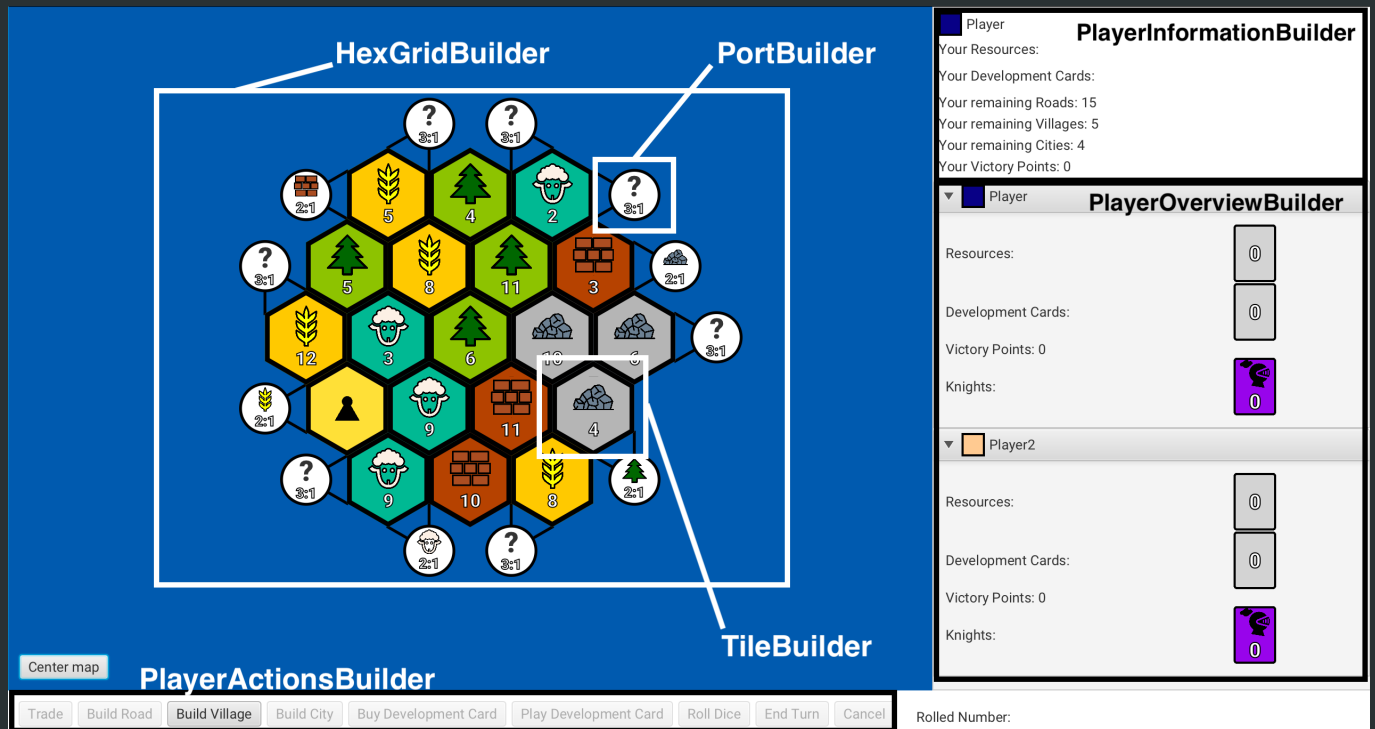 HexGridBuilder
PortBuilder
? 3:1
? 3:1
2:1
5
4
2
? 3:1
? 3:1
5
8
11
3
2:1
12
3
6
10
6
? 3:1
2:1
9
11
4
? 3:1
9
10
8
2:1
2:1
? 3:1
TileBuilder
Center map
PlayerActionsBuilder
Trade
Build Road
Build Village
Build City
Buy Development Card
Play Development Card
Roll Dice
End Turn
Cancel
Rolled Number:
Player
PlayerInformationBuilder
Your Resources:
Your Development Cards:
Your remaining Roads: 15
Your remaining Villages: 5
Your remaining Cities: 4
Your Victory Points: 0
Player
PlayerOverviewBuilder
Resources: 0
Development Cards: 0
Victory Points: 0
Knights: 0
Player2
Resources: 0
Development Cards: 0
Victory Points: 0
Knights: 0